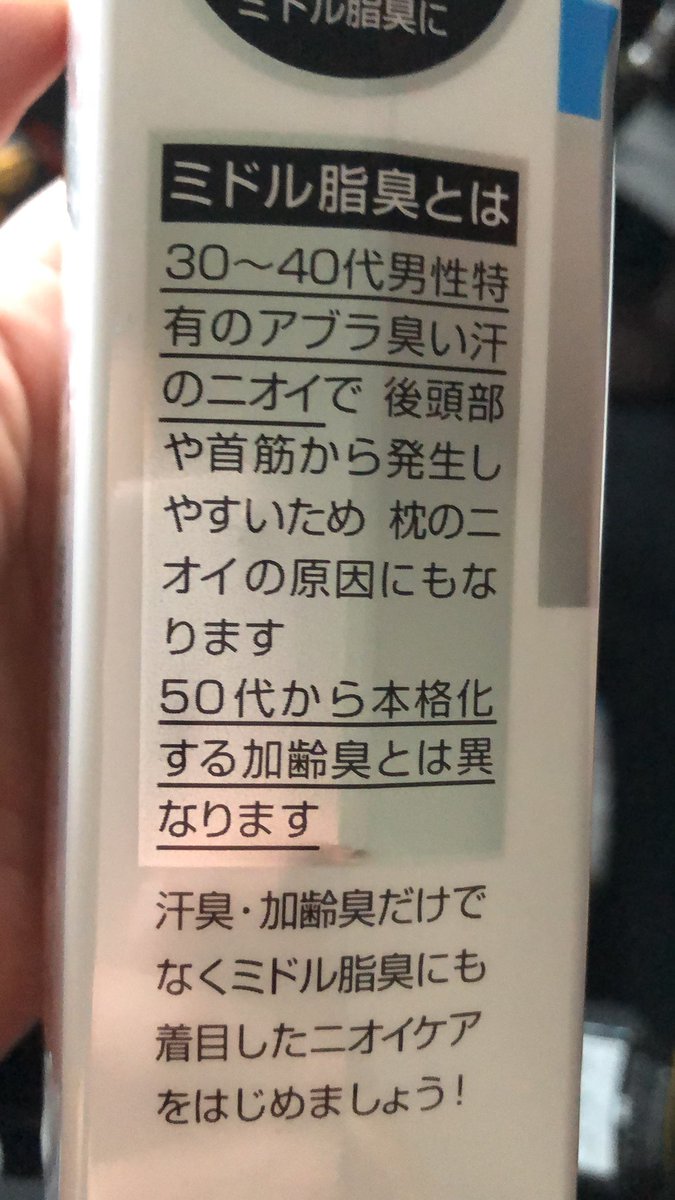 ミドル脂臭に
ミドル脂臭とは
30～40代男性特
有のアブラ臭い汗
のニオイで 後頭部
や首筋から発生し
やすいため 枕のニ
オイの原因にもな
ります
50代から本格化
する加齢臭とは異
なります
汗臭・加齢臭だけで
なくミドル脂臭にも
着目したニオイケア
をはじめましょう！